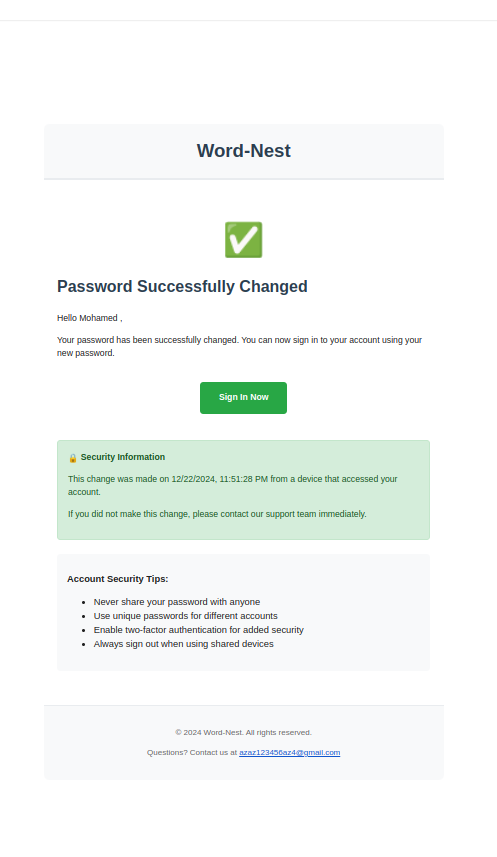 Word-Nest
Password Successfully Changed
Hello Mohamed ,
Your password has been successfully changed. You can now sign in to your account using your
new password.
Sign In Now
🔒 Security Information
This change was made on 12/22/2024, 11:51:28 PM from a device that accessed your
account.
If you did not make this change, please contact our support team immediately.
Account Security Tips:
• Never share your password with anyone
• Use unique passwords for different accounts
• Enable two-factor authentication for added security
• Always sign out when using shared devices
© 2024 Word-Nest. All rights reserved.
Questions? Contact us at azaz123456az4@gmail.com